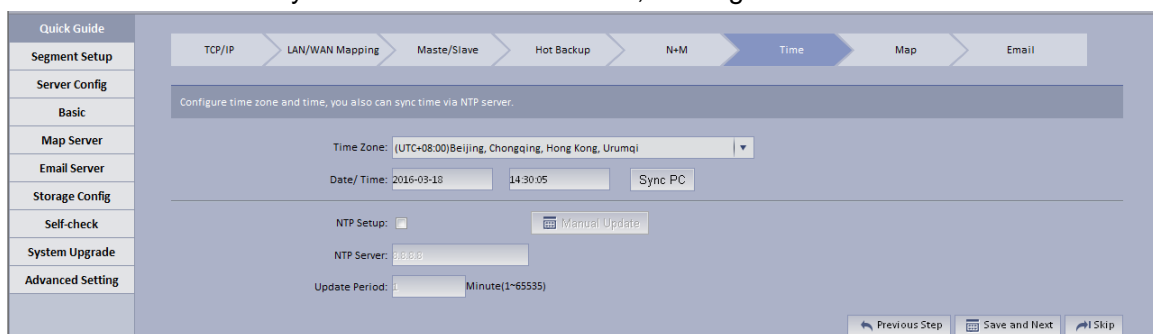 Quick Guide
Segment Setup
Server Config
Basic
Map Server
Email Server
Storage Config
Self-check
System Upgrade
Advanced Setting
TCP/IP LAN/WAN Mapping Maste/Slave Hot Backup N+M Time Map Email
Configure time zone and time, you also can sync time via NTP server.
Time Zone: (UTC+08:00)Beijing, Chongqing, Hong Kong, Urumqi
Date/ Time: 2016-03-18 14:30:05 Sync PC
NTP Setup: Manual Update
NTP Server:
Update Period: 1 Minute(1~65535)
Previous Step Save and Next Skip